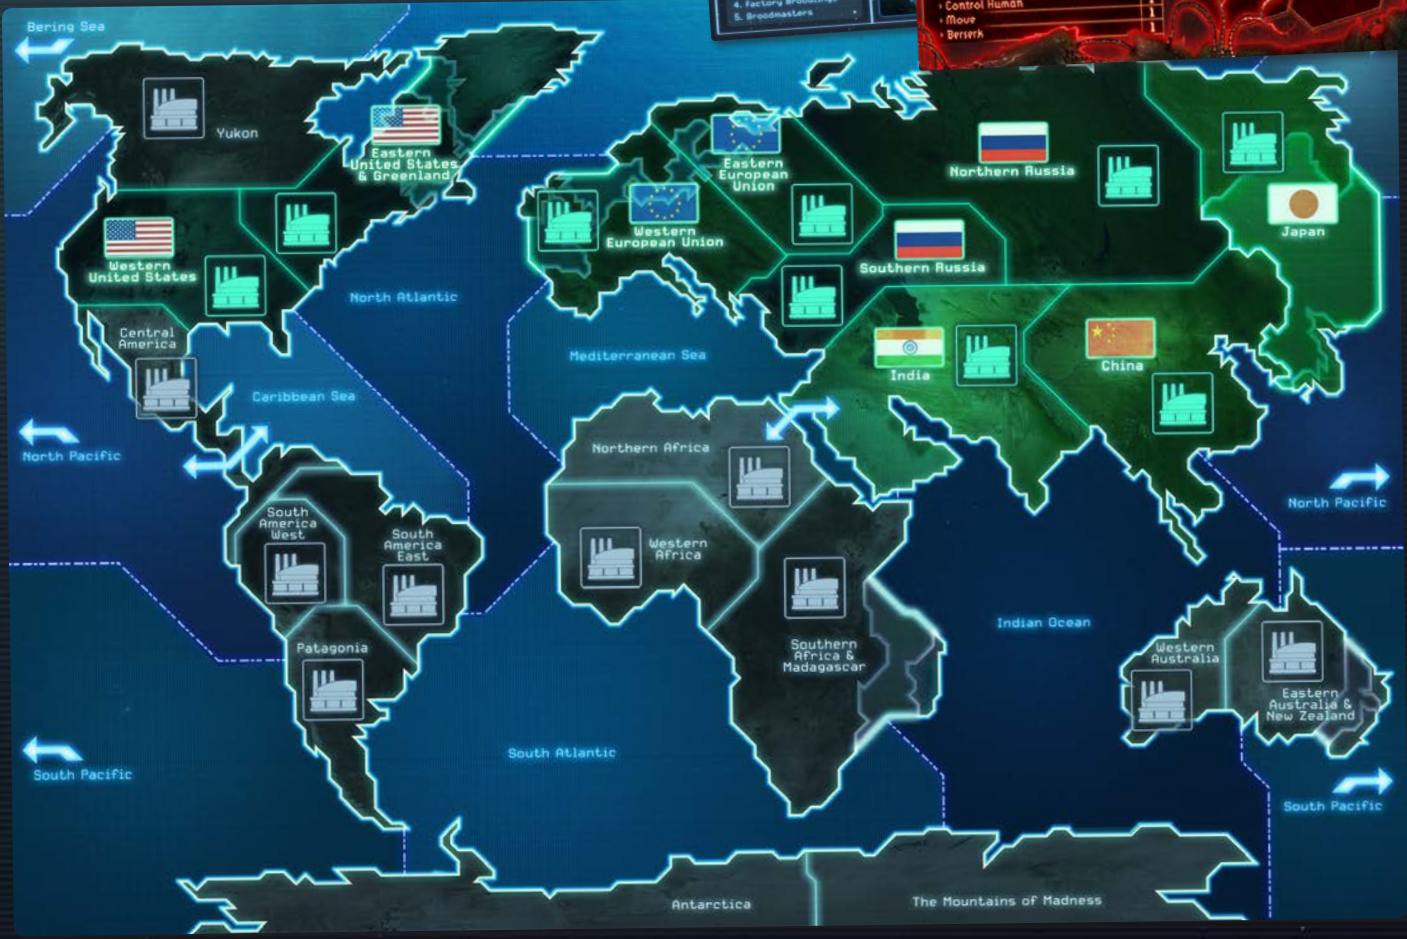 4. Factory Broodlings
5. Broodmasters
› Control Human
› Move
› Berserk
Bering Sea
Yukon
Eastern
United States
& Greenland
Eastern
European
Union
Northern Russia
Japan
Western
European Union
Southern Russia
Western
United States
North Atlantic
Central
America
Mediterranean Sea
India
China
Caribbean Sea
North Pacific
Northern Africa
North Pacific
South
America
West
South
America
East
Western
Africa
Indian Ocean
Southern
Africa &
Madagascar
Patagonia
Western
Australia
Eastern
Australia &
New Zealand
South Atlantic
South Pacific
South Pacific
Antarctica
The Mountains of Madness